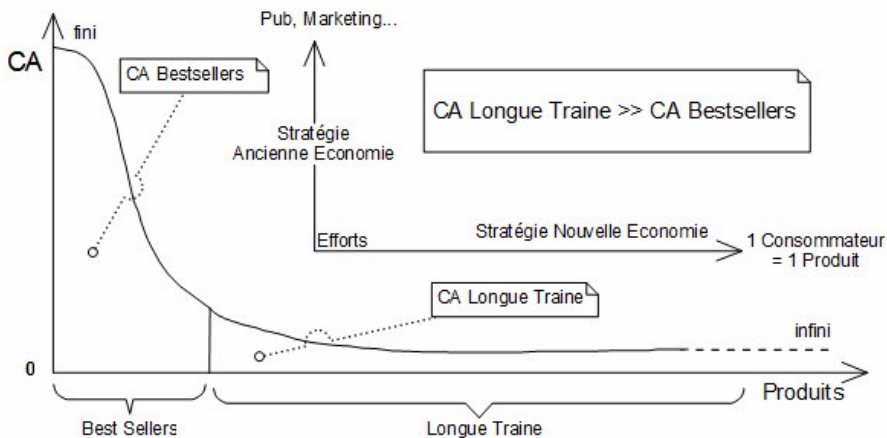 Pub, Marketing...
fini
CA
CA Bestsellers
CA Longue Traine >> CA Bestsellers
Stratégie
Ancienne Economie
Efforts
Stratégie Nouvelle Economie
1 Consommateur
= 1 Produit
CA Longue Traine
infini
0
Produits
Best Sellers
Longue Traine